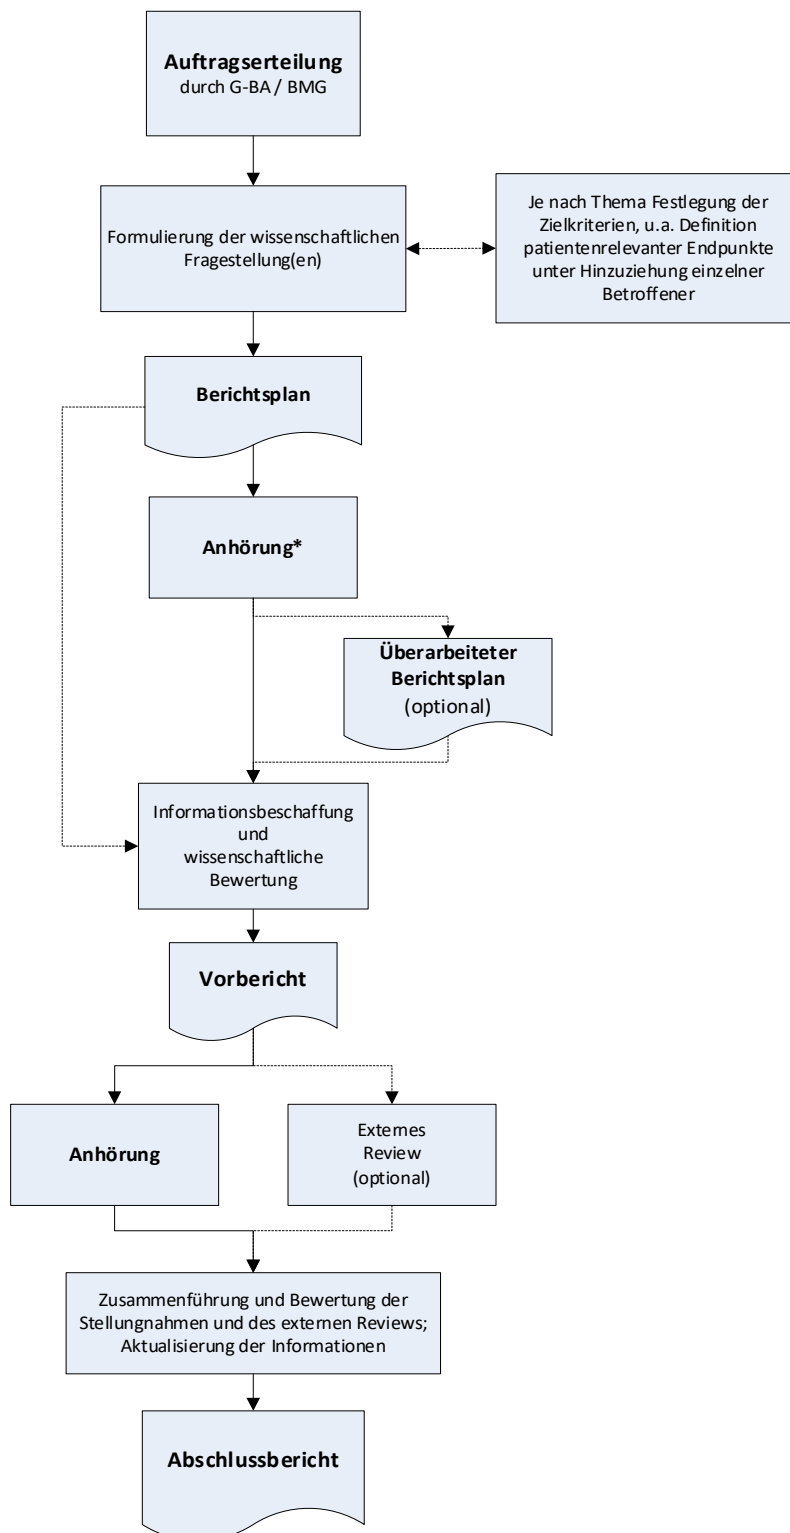 Auftragserteilung
durch G-BA / BMG
Formulierung der wissenschaftlichen
Fragestellung(en)
Je nach Thema Festlegung der
Zielkriterien, u.a. Definition
patientenrelevanter Endpunkte
unter Hinzuziehung einzelner
Betroffener
Berichtsplan
Anhörung*
Überarbeiteter
Berichtsplan
(optional)
Informationsbeschaffung
und
wissenschaftliche
Bewertung
Vorbericht
Anhörung
Externes
Review
(optional)
Zusammenführung und Bewertung der
Stellungnahmen und des externen Reviews;
Aktualisierung der Informationen
Abschlussbericht